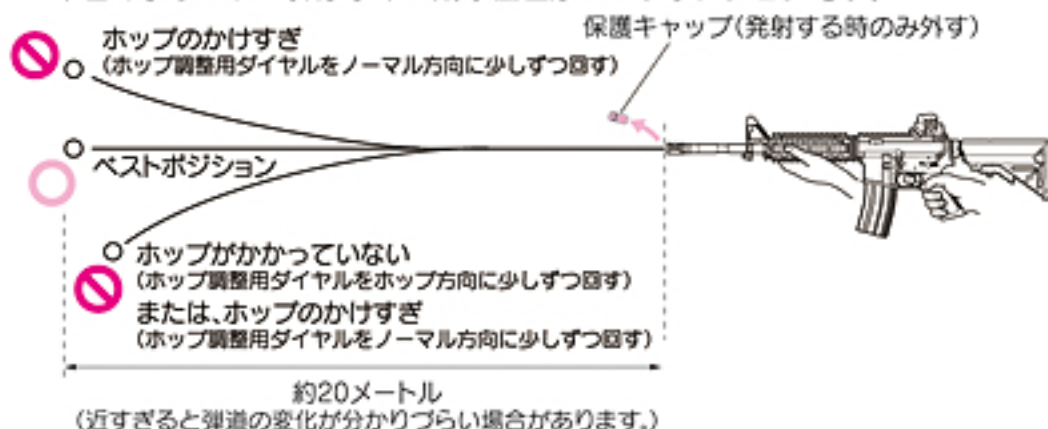 保護キャップ(発射する時のみ外す)
ホップのかけすぎ
(ホップ調整用ダイヤルをノーマル方向に少しずつ回す)
ベストポジション
ホップがかかっていない
(ホップ調整用ダイヤルをホップ方向に少しずつ回す)
または、ホップのかけすぎ
(ホップ調整用ダイヤルをノーマル方向に少しずつ回す)
約20メートル
(近すぎると弾道の変化が分かりづらい場合があります。)